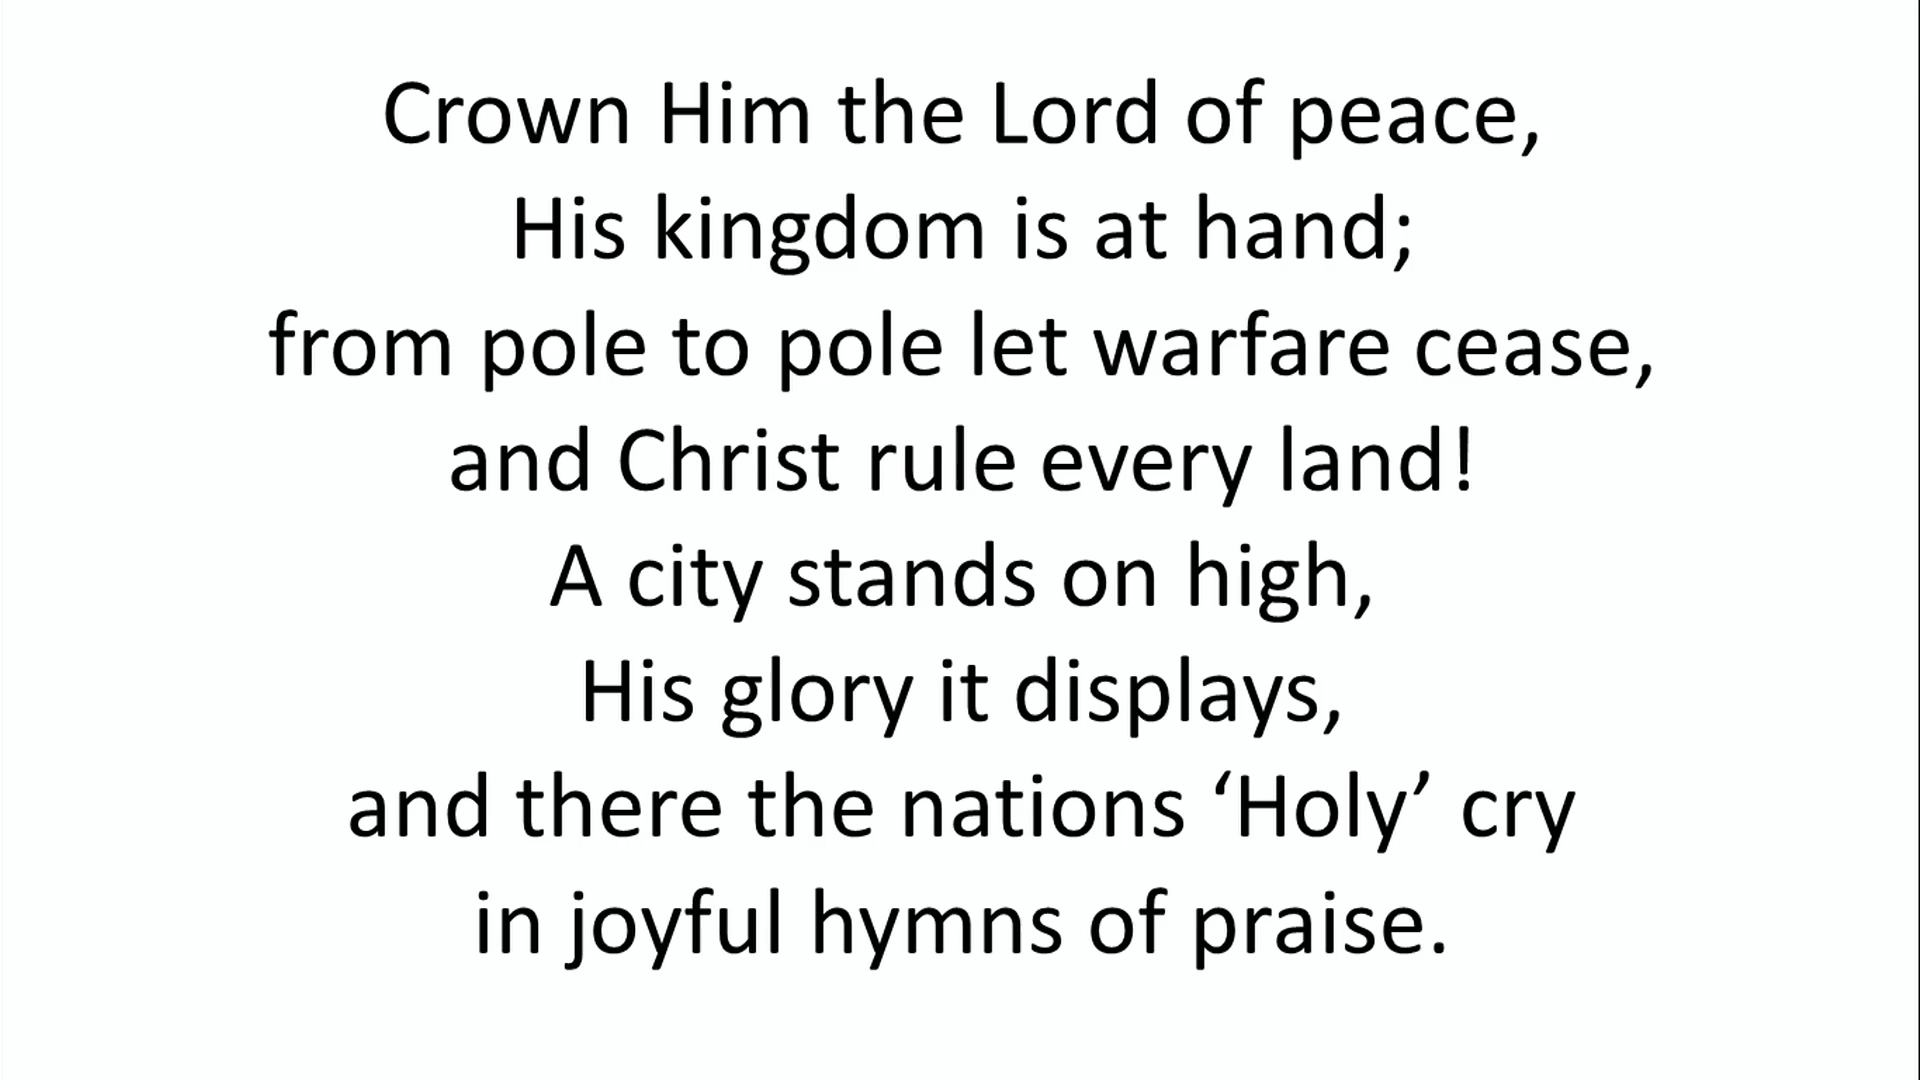 Crown Him the Lord of peace,
His kingdom is at hand;
from pole to pole let warfare cease,
and Christ rule every land!
A city stands on high,
His glory it displays,
and there the nations ‘Holy’ cry
in joyful hymns of praise.